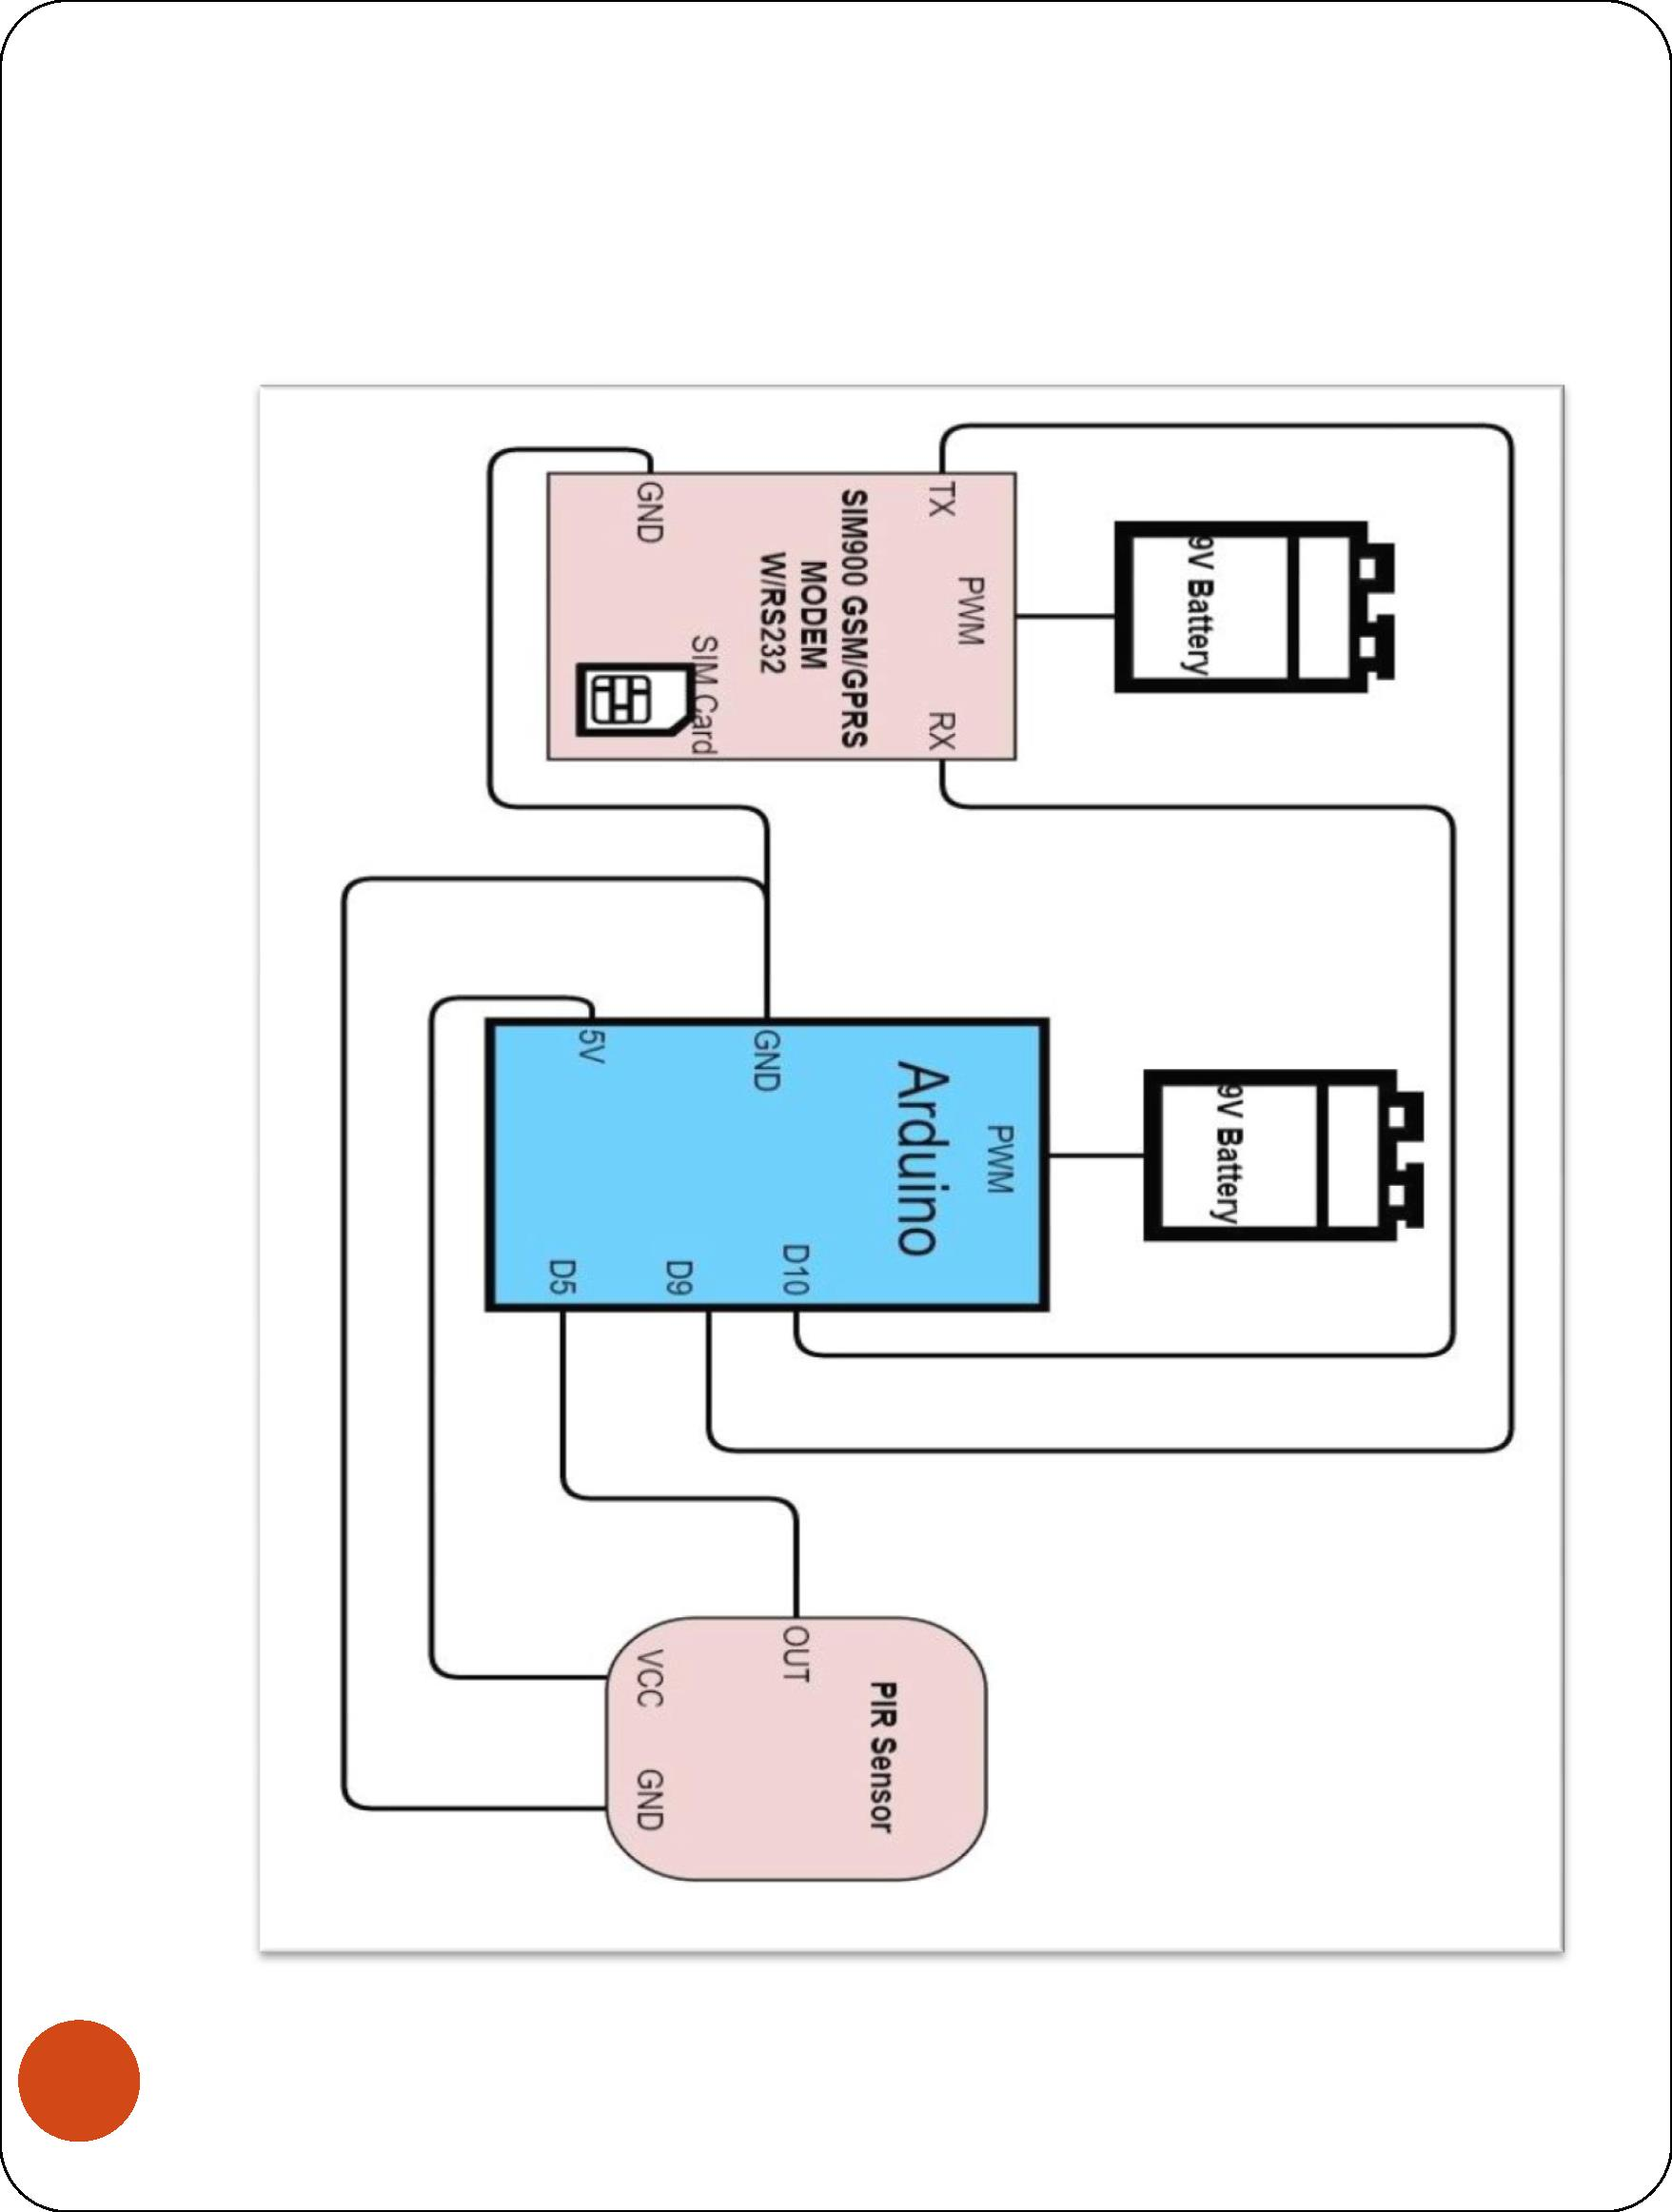 9V Battery
9V Battery
PWM
TX
RX
SIM900 GSM/GPRS
MODEM
W/RS232
SIM Card
GND
PWM
Arduino
GND
D10
D9
5V
D5
PIR Sensor
OUT
VCC
GND